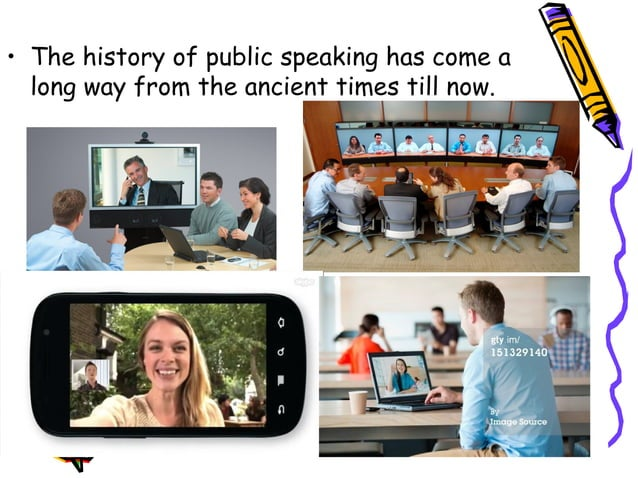 • The history of public speaking has come a
long way from the ancient times till now.
skype
gty.im/
151329140
By
Image Source